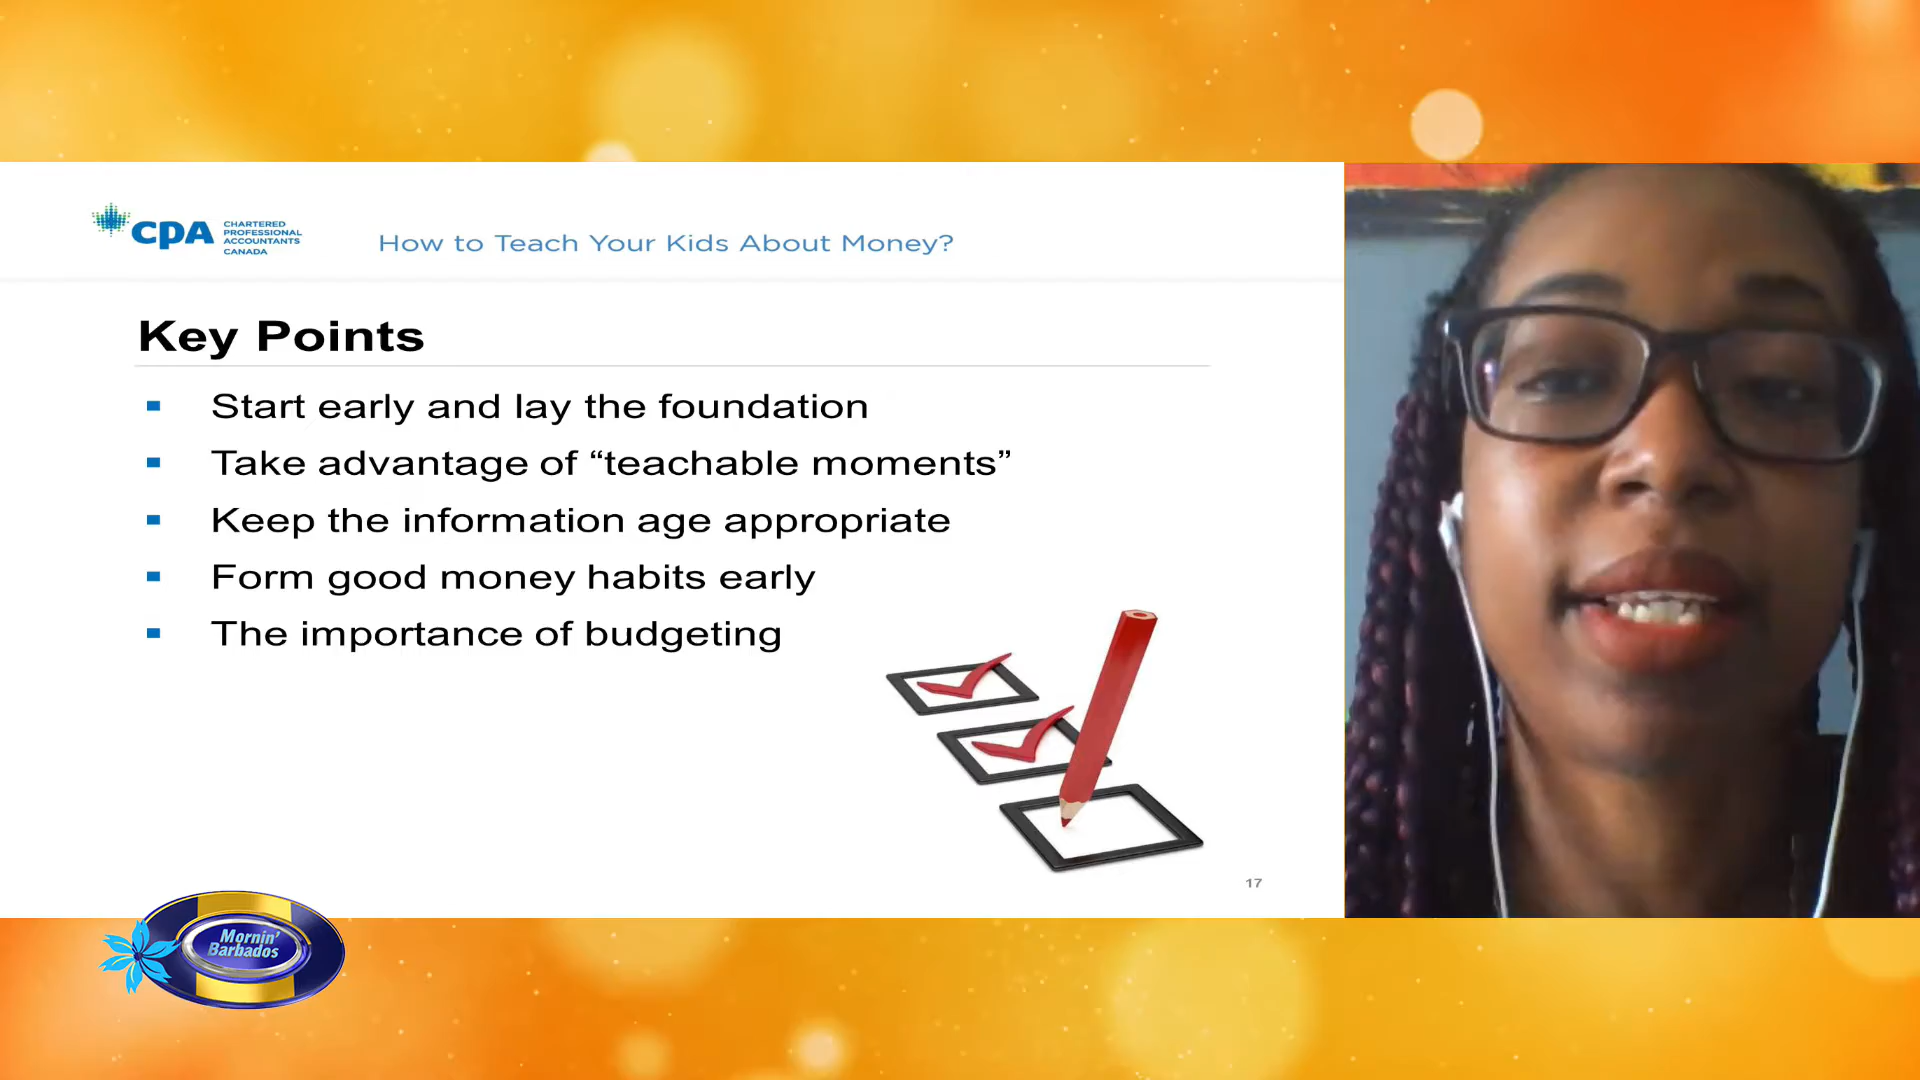 CPA
CHARTERED
PROFESSIONAL
ACCOUNTANTS
CANADA
How to Teach Your Kids About Money?
Key Points
Start early and lay the foundation
Take advantage of “teachable moments”
Keep the information age appropriate
Form good money habits early
The importance of budgeting
17
Mornin'
Barbados